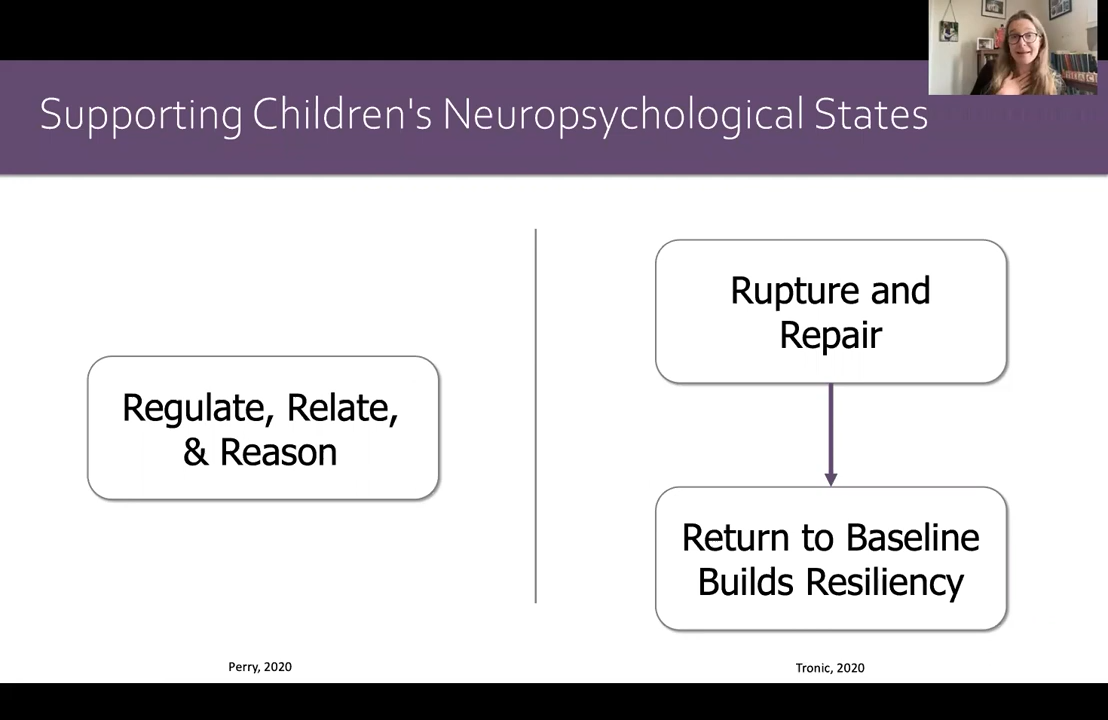 Supporting Children's Neuropsychological States
Regulate, Relate,
& Reason
Perry, 2020
Rupture and
Repair
Return to Baseline
Builds Resiliency
Tronic, 2020